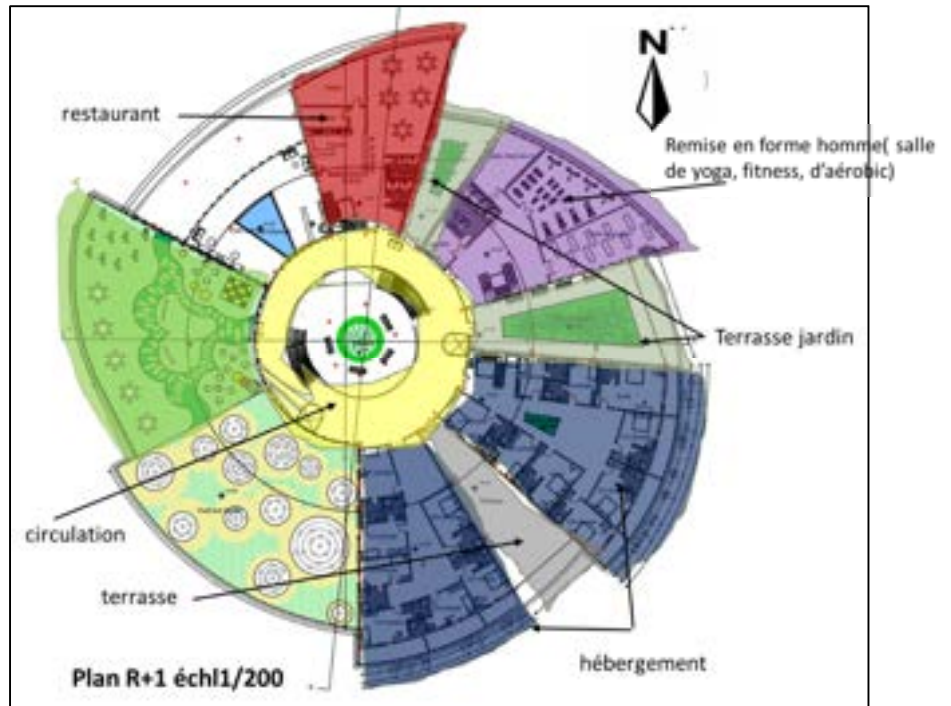 N
restaurant
Remise en forme homme( salle
de yoga, fitness, d'aérobic)
Terrasse jardin
circulation
terrasse
hébergement
Plan R+1 échl1/200